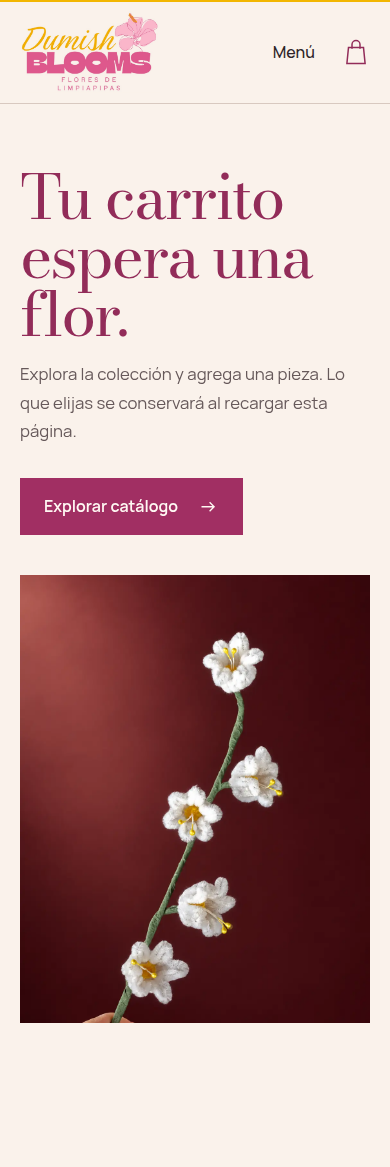 Dumish
BLOOMS
FLORES DE
LIMPIAPIPAS
Menú
Tu carrito
espera una
flor.
Explora la colección y agrega una pieza. Lo
que elijas se conservará al recargar esta
página.
Explorar catálogo →